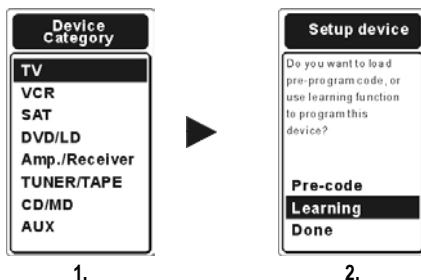 Device
Category
TV
VCR
SAT
DVD/LD
Amp./Receiver
TUNER/TAPE
CD/MD
AUX
1.
Setup device
Do you want to load
pre-program code, or
use learning function
to program this
device?
Pre-code
Learning
Done
2.